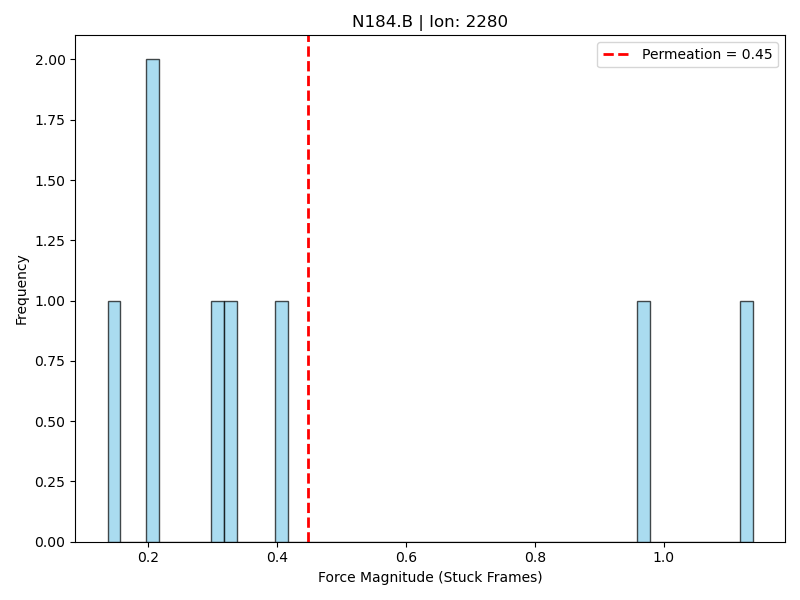 N184.B | Ion: 2280
Permeation = 0.45
2.00
1.75
1.50
1.25
1.00
0.75
0.50
0.25
0.00
Frequency
0.2 0.4 0.6 0.8 1.0
Force Magnitude (Stuck Frames)